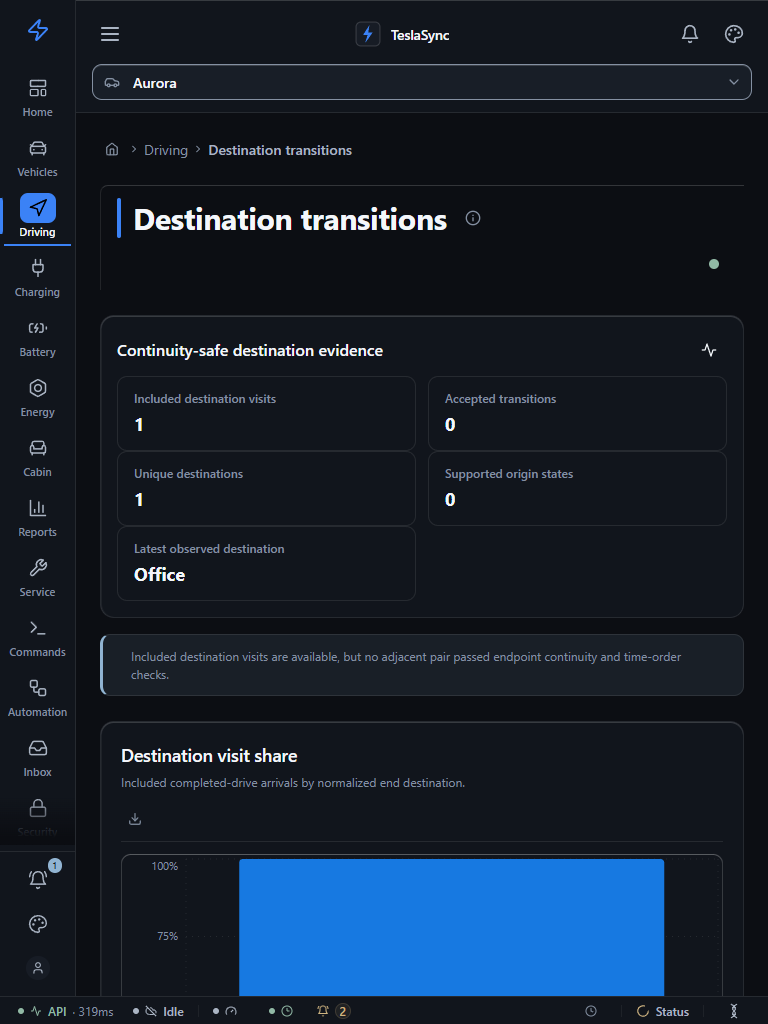 TeslaSync
Aurora
Home
Vehicles
Driving
Charging
Battery
Energy
Cabin
Reports
Service
Commands
Automation
Inbox
Security
1
Driving
Destination transitions
Destination transitions
Continuity-safe destination evidence
Included destination visits
1
Accepted transitions
0
Unique destinations
1
Supported origin states
0
Latest observed destination
Office
Included destination visits are available, but no adjacent pair passed endpoint continuity and time-order
checks.
Destination visit share
Included completed-drive arrivals by normalized end destination.
100%
75%
API · 319ms
Idle
2
Status